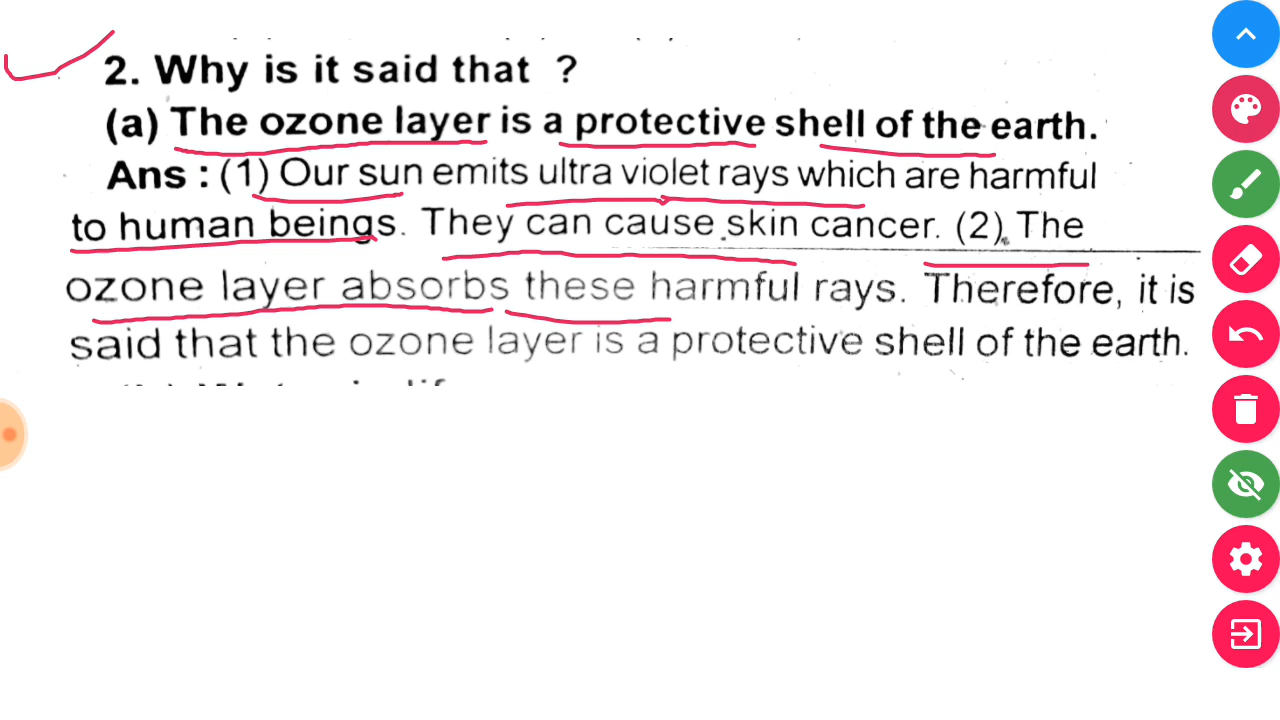 2. Why is it said that ?
(a) The ozone layer is a protective shell of the earth.
Ans : (1) Our sun emits ultra violet rays which are harmful
to human beings. They can cause skin cancer. (2) The
ozone layer absorbs these harmful rays. Therefore, it is
said that the ozone layer is a protective shell of the earth.